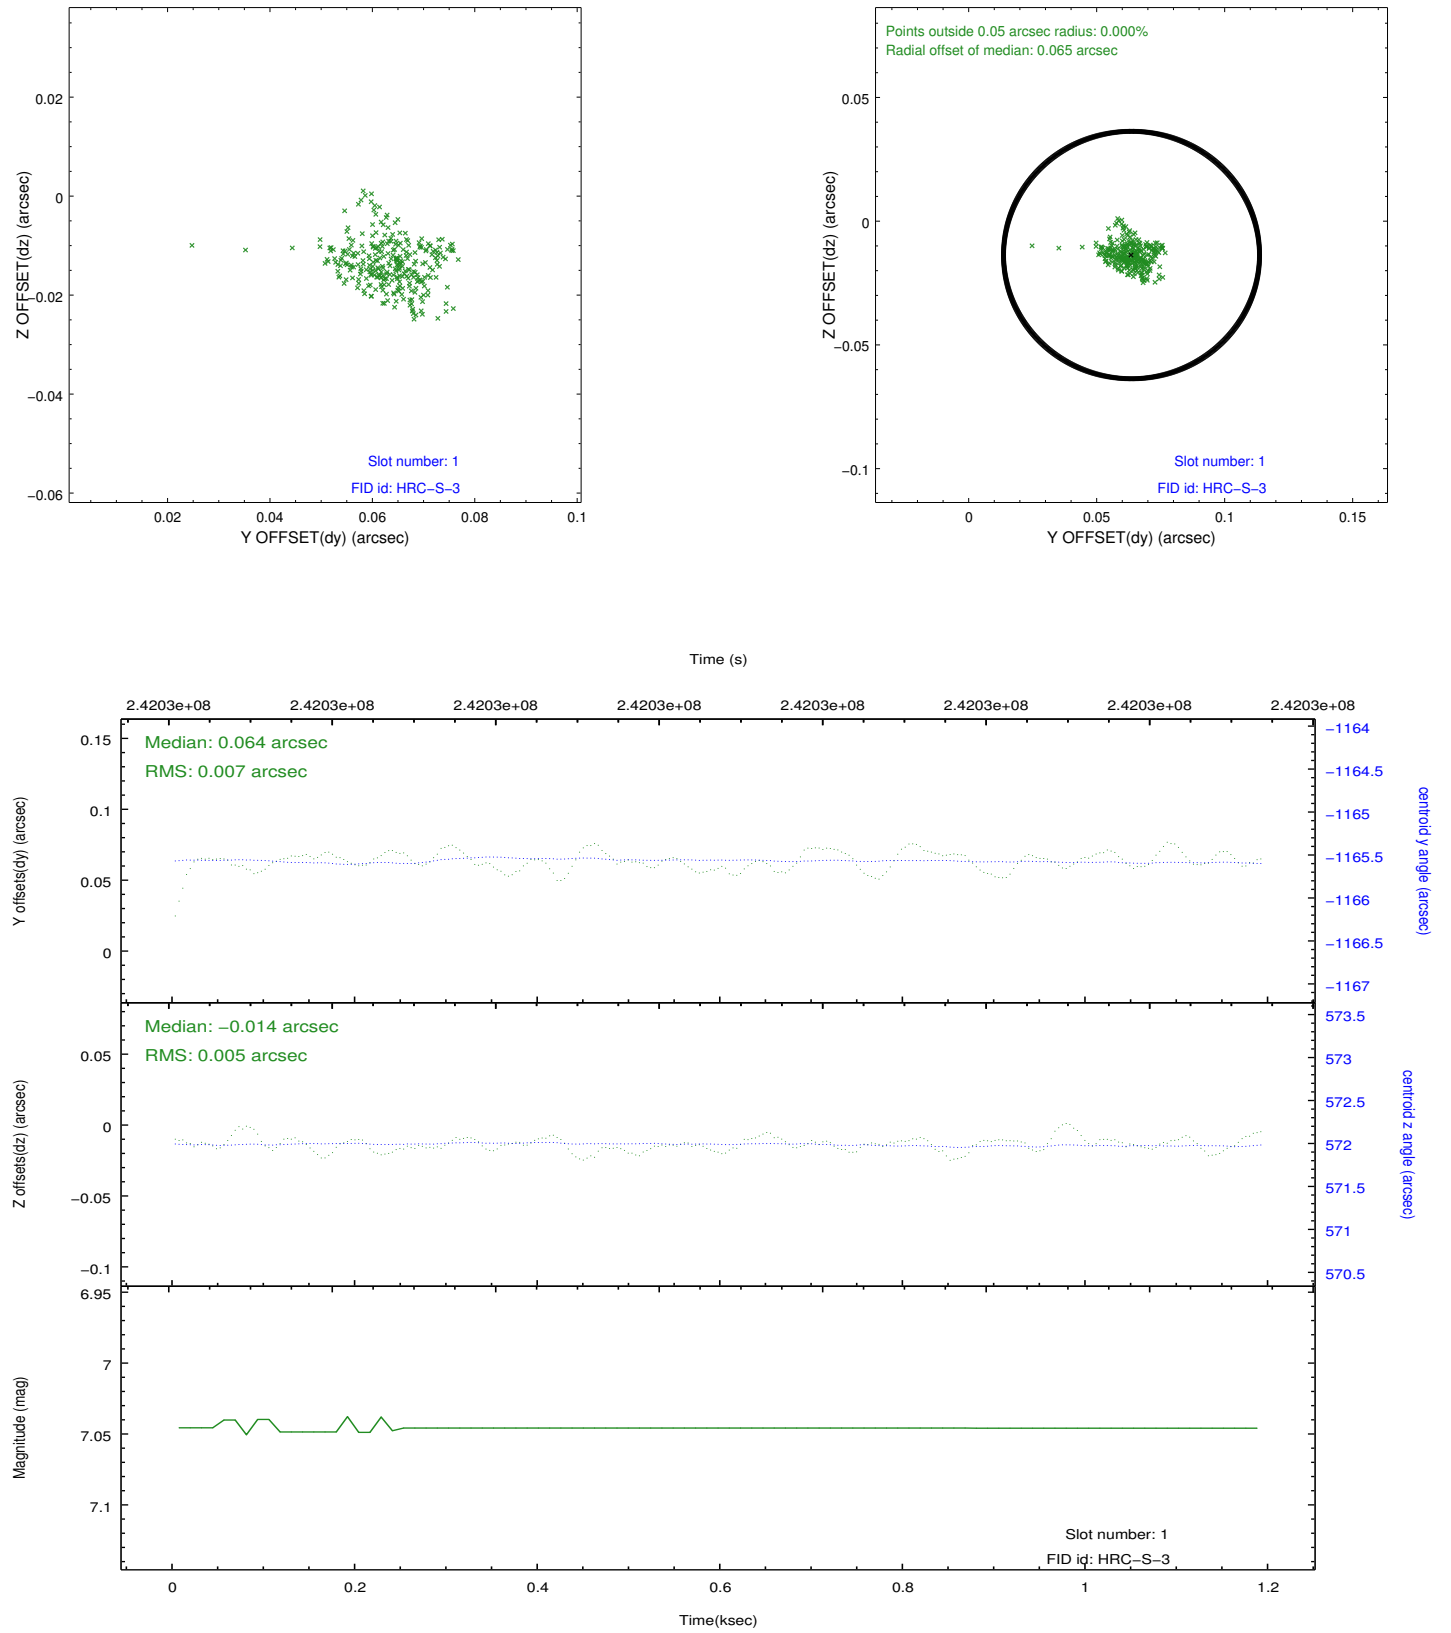 0.02
0
−0.02
−0.04
−0.06
Z OFFSET(dz) (arcsec)
Slot number: 1
FID id: HRC−S−3
0.02
0.04
0.06
0.08
0.1
Y OFFSET(dy) (arcsec)
Points outside 0.05 arcsec radius: 0.000%
Radial offset of median: 0.065 arcsec
0.05
0
−0.05
−0.1
Z OFFSET(dz) (arcsec)
Slot number: 1
FID id: HRC−S−3
0
0.05
0.1
0.15
Y OFFSET(dy) (arcsec)
Time (s)
2.4203e+08 2.4203e+08 2.4203e+08 2.4203e+08 2.4203e+08 2.4203e+08 2.4203e+08 2.4203e+08
Median: 0.064 arcsec
RMS: 0.007 arcsec
0.15
0.1
0.05
0
Y offsets(dy) (arcsec)
−1164
−1164.5
−1165
−1165.5
−1166
−1166.5
−1167
centroid y angle (arcsec)
Median: −0.014 arcsec
RMS: 0.005 arcsec
0.05
0
−0.05
−0.1
Z offsets(dz) (arcsec)
573.5
573
572.5
572
571.5
571
570.5
centroid z angle (arcsec)
6.95
7
7.05
7.1
Magnitude (mag)
Slot number: 1
FID id: HRC−S−3
0
0.2
0.4
0.6
0.8
1
1.2
Time(ksec)